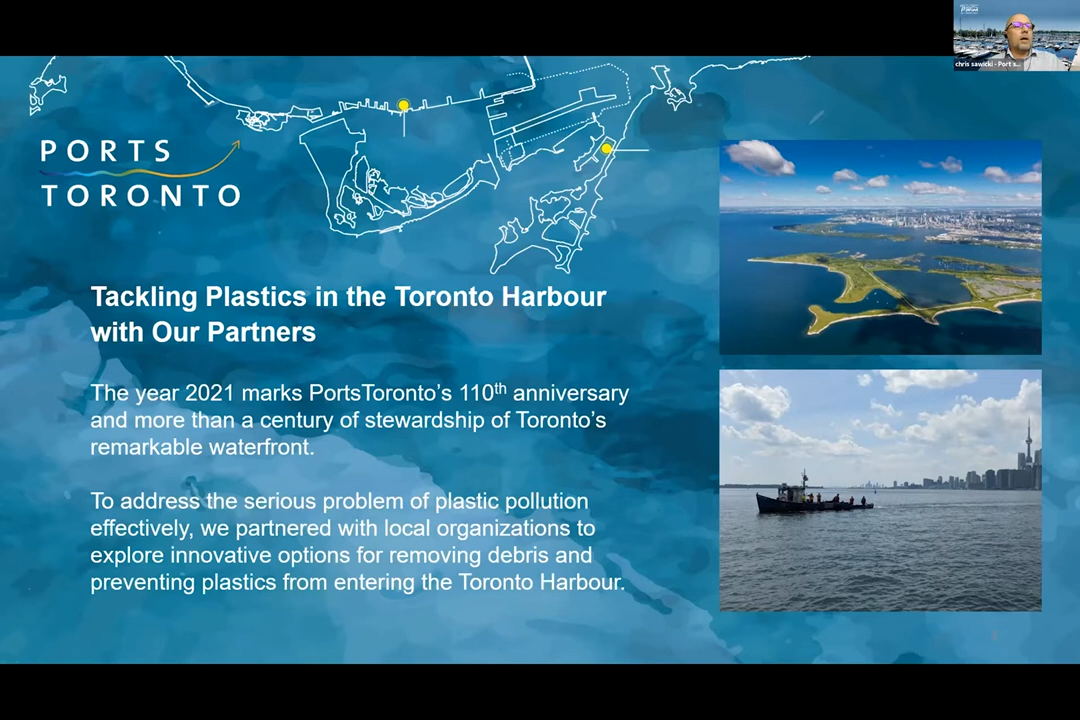 chris sawicki - Port s...
PORTS
TORONTO
Tackling Plastics in the Toronto Harbour
with Our Partners
The year 2021 marks PortsToronto’s 110th anniversary
and more than a century of stewardship of Toronto’s
remarkable waterfront.
To address the serious problem of plastic pollution
effectively, we partnered with local organizations to
explore innovative options for removing debris and
preventing plastics from entering the Toronto Harbour.